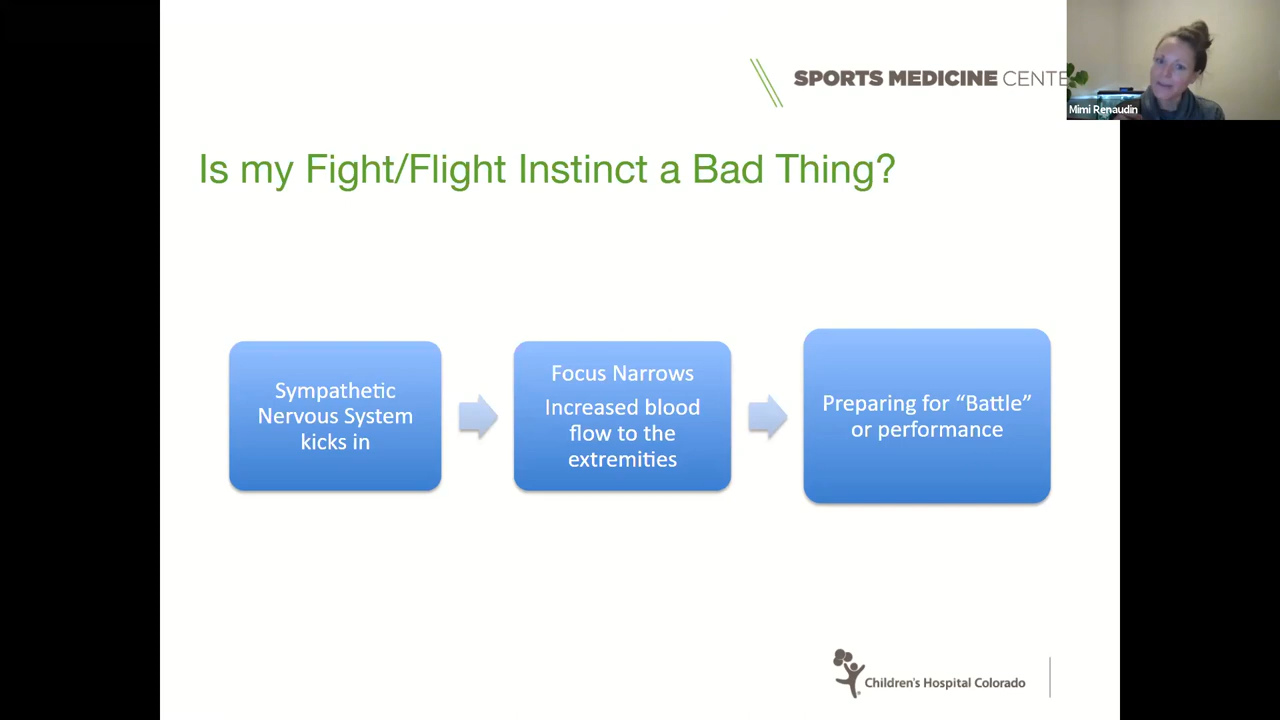 SPORTS MEDICINE CENTE
Mimi Renaudin
Is my Fight/Flight Instinct a Bad Thing?
Sympathetic
Nervous System
kicks in
Focus Narrows
Increased blood
flow to the
extremities
Preparing for “Battle”
or performance
Children's Hospital Colorado